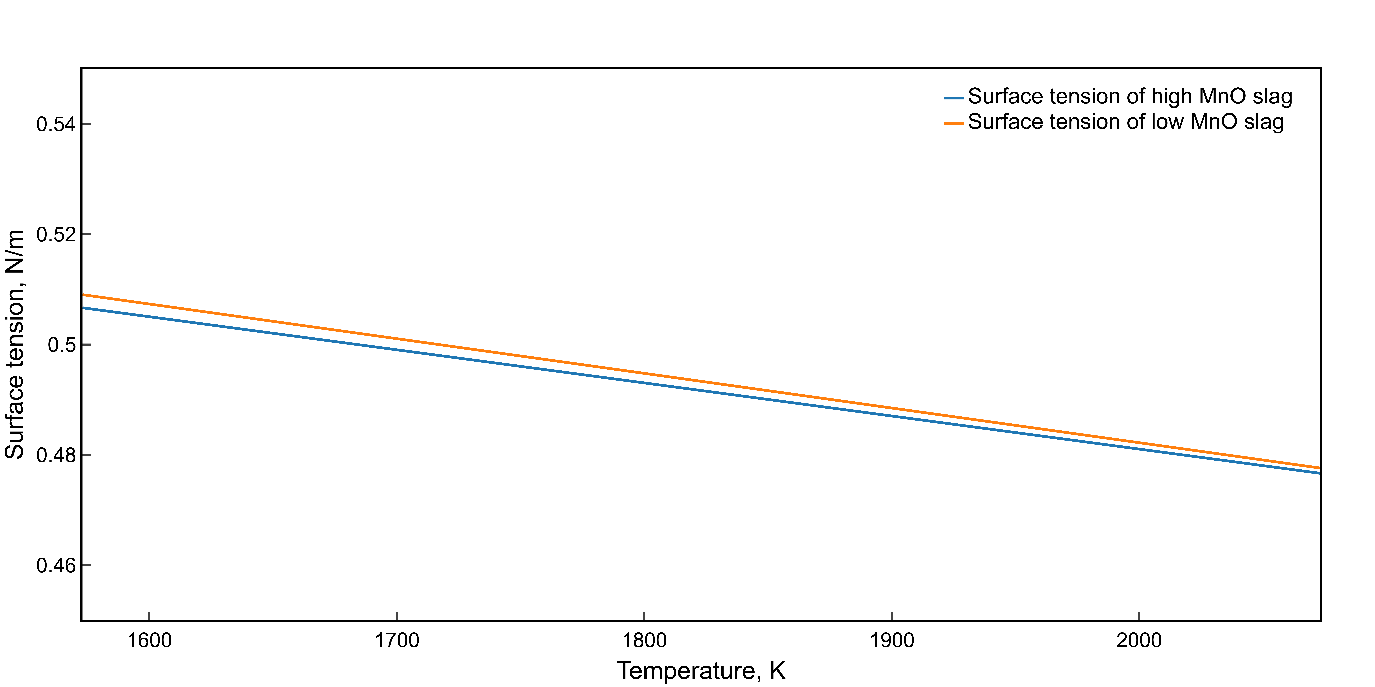 Surface tension of high MnO slag
Surface tension of low MnO slag
0.54
0.52
0.5
0.48
0.46
Surface tension, N/m
1600 1700 1800 1900 2000
Temperature, K